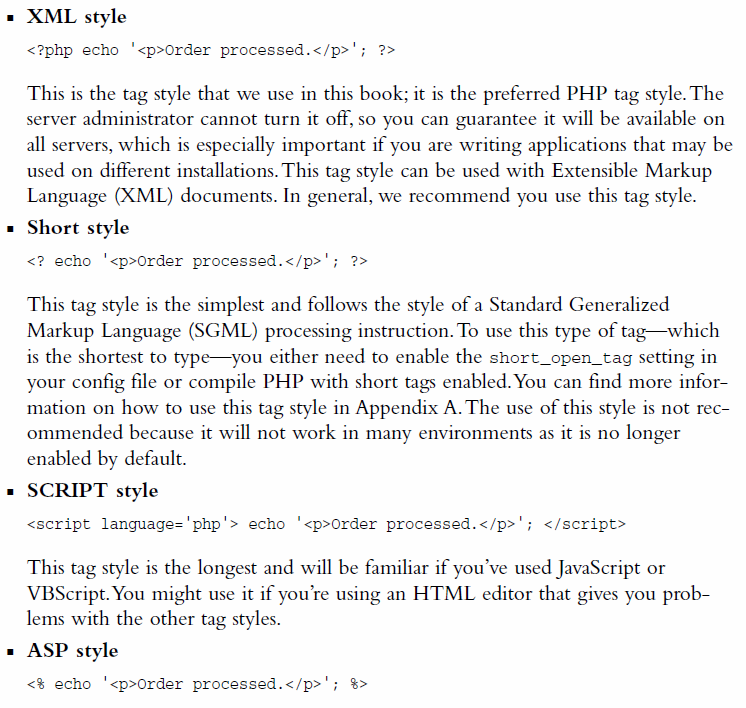 ▪ XML style
<?php echo '<p>Order processed.</p>'; ?>
This is the tag style that we use in this book; it is the preferred PHP tag style. The
server administrator cannot turn it off, so you can guarantee it will be available on
all servers, which is especially important if you are writing applications that may be
used on different installations. This tag style can be used with Extensible Markup
Language (XML) documents. In general, we recommend you use this tag style.
▪ Short style
<? echo '<p>Order processed.</p>'; ?>
This tag style is the simplest and follows the style of a Standard Generalized
Markup Language (SGML) processing instruction. To use this type of tag—which
is the shortest to type—you either need to enable the short_open_tag setting in
your config file or compile PHP with short tags enabled. You can find more infor-
mation on how to use this tag style in Appendix A. The use of this style is not rec-
ommended because it will not work in many environments as it is no longer
enabled by default.
▪ SCRIPT style
<script language='php'> echo '<p>Order processed.</p>'; </script>
This tag style is the longest and will be familiar if you've used JavaScript or
VBScript. You might use it if you're using an HTML editor that gives you prob-
lems with the other tag styles.
▪ ASP style
<% echo '<p>Order processed.</p>'; %>